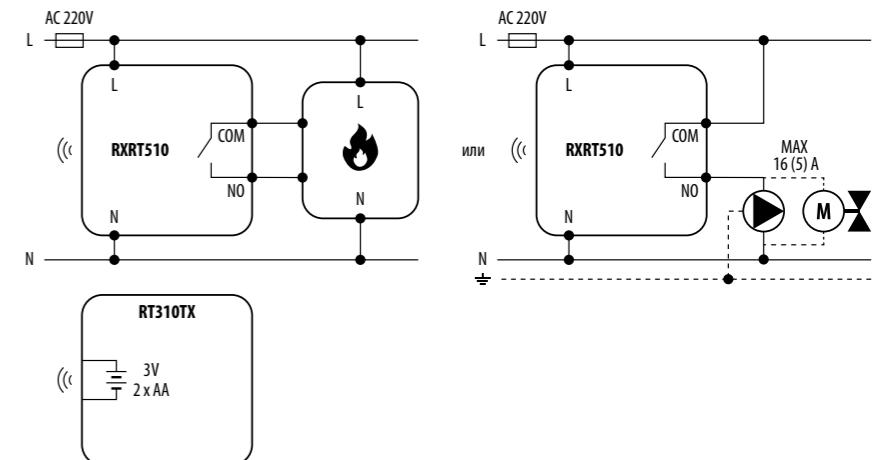 AC 220V
L
L
RXRT510
COM
NO
N
N
L
N
или
AC 220V
L
L
RXRT510
COM
NO
N
N
MAX
16 (5) A
M
RT310TX
3V
2 x AA